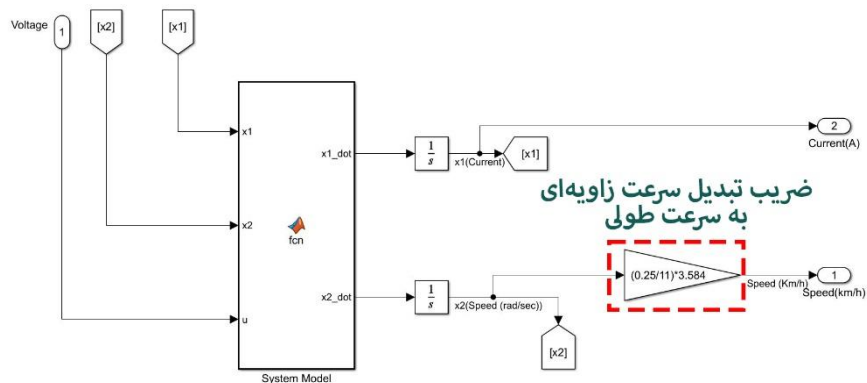 Voltage
1
[x2]
[x1]
x1
x2
u
fcn
x1_dot
x2_dot
System Model
1
s
x1(Current)
[x1]
2
Current(A)
ضریب تبدیل سرعت زاویه‌ای
به سرعت طولی
1
s
x2(Speed (rad/sec))
[x2]
(0.25/11)*3.584
Speed (Km/h)
1
Speed(km/h)